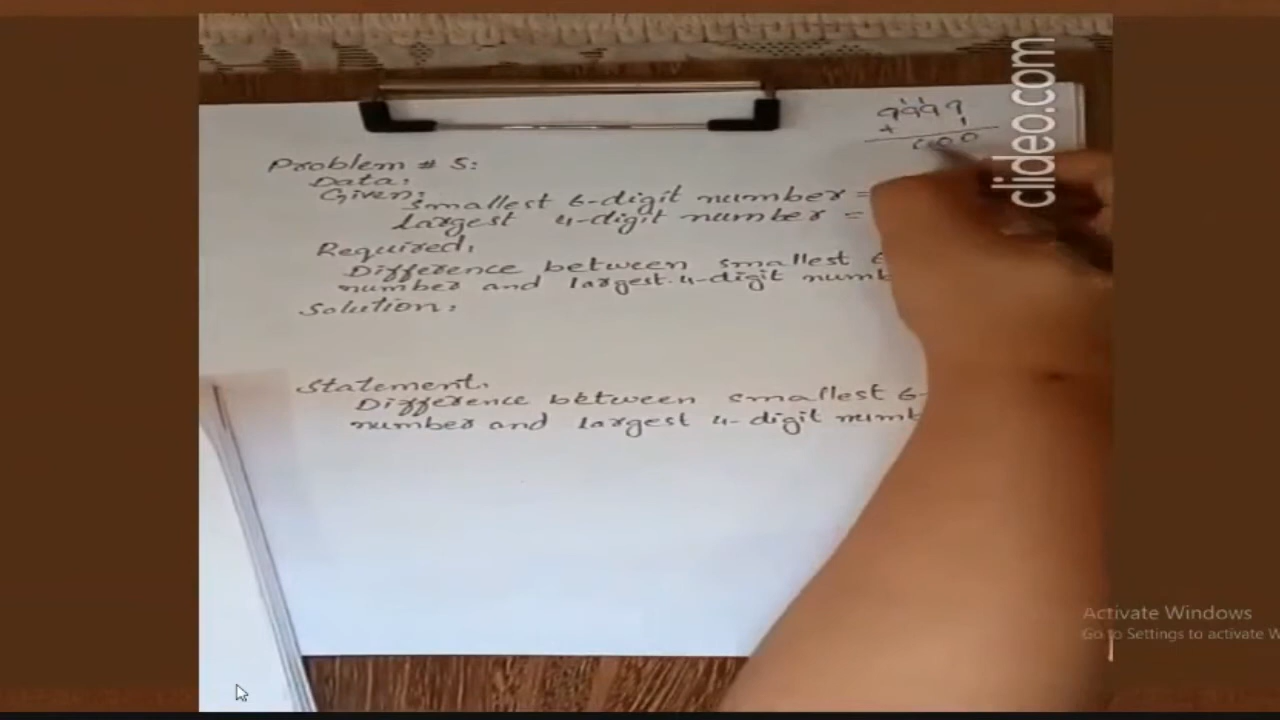 9999
+ 1
000
Problem # 5:
Data:
Given:
Smallest 6-digit number =
largest 4-digit number =
Required:
Difference between smallest 6
number and largest 4-digit numb
Solution:
Statement:
Difference between smallest 6-
number and largest 4-digit numb
clideo.com
Activate Windows
Go to Settings to activate W